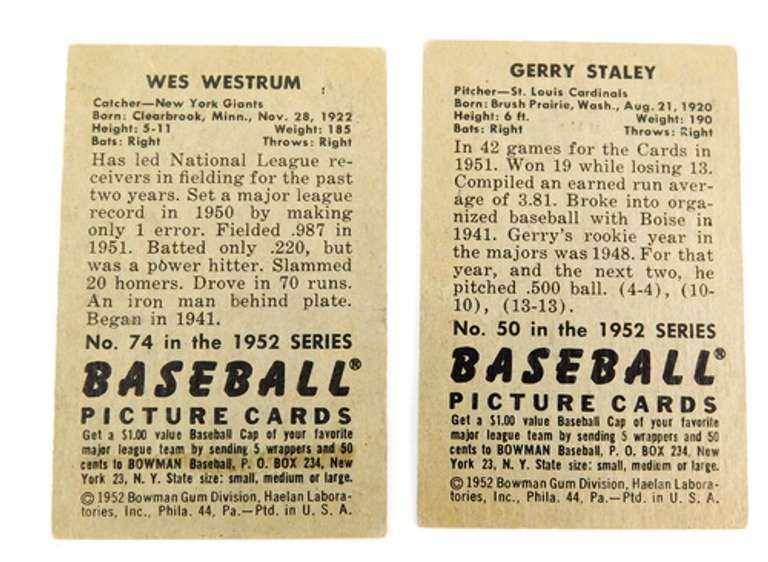 WES WESTRUM
Catcher—New York Giants
Born: Clearbrook, Minn., Nov. 28, 1922
Height: 5-11 Weight: 185
Bats: Right Throws: Right
Has led National League re-
ceivers in fielding for the past
two years. Set a major league
record in 1950 by making
only 1 error. Fielded .987 in
1951. Batted only .220, but
was a power hitter. Slammed
20 homers. Drove in 70 runs.
An iron man behind plate.
Began in 1941.
No. 74 in the 1952 SERIES
BASEBALL®
PICTURE CARDS
Get a $1.00 value Baseball Cap of your favorite
major league team by sending 5 wrappers and 50
cents to BOWMAN Baseball, P. O. BOX 234, New
York 23, N. Y. State size: small, medium or large.
©1952 Bowman Gum Division, Haelan Labora-
tories, Inc., Phila. 44, Pa.—Ptd in U. S. A.
GERRY STALEY
Pitcher—St. Louis Cardinals
Born: Brush Prairie, Wash., Aug. 21, 1920
Height: 6 ft. Weight: 190
Bats: Right Throws: Right
In 42 games for the Cards in
1951. Won 19 while losing 13.
Compiled an earned run aver-
age of 3.81. Broke into orga-
nized baseball with Boise in
1941. Gerry's rookie year in
the majors was 1948. For that
year, and the next two, he
pitched .500 ball. (4-4), (10-
10), (13-13).
No. 50 in the 1952 SERIES
BASEBALL®
PICTURE CARDS
Get a $1.00 value Baseball Cap of your favorite
major league team by sending 5 wrappers and 50
cents to BOWMAN Baseball, P. O. BOX 234, New
York 23, N. Y. State size: small, medium or large.
©1952 Bowman Gum Division, Haelan Labora-
tories, Inc., Phila. 44, Pa.—Ptd in U. S. A.